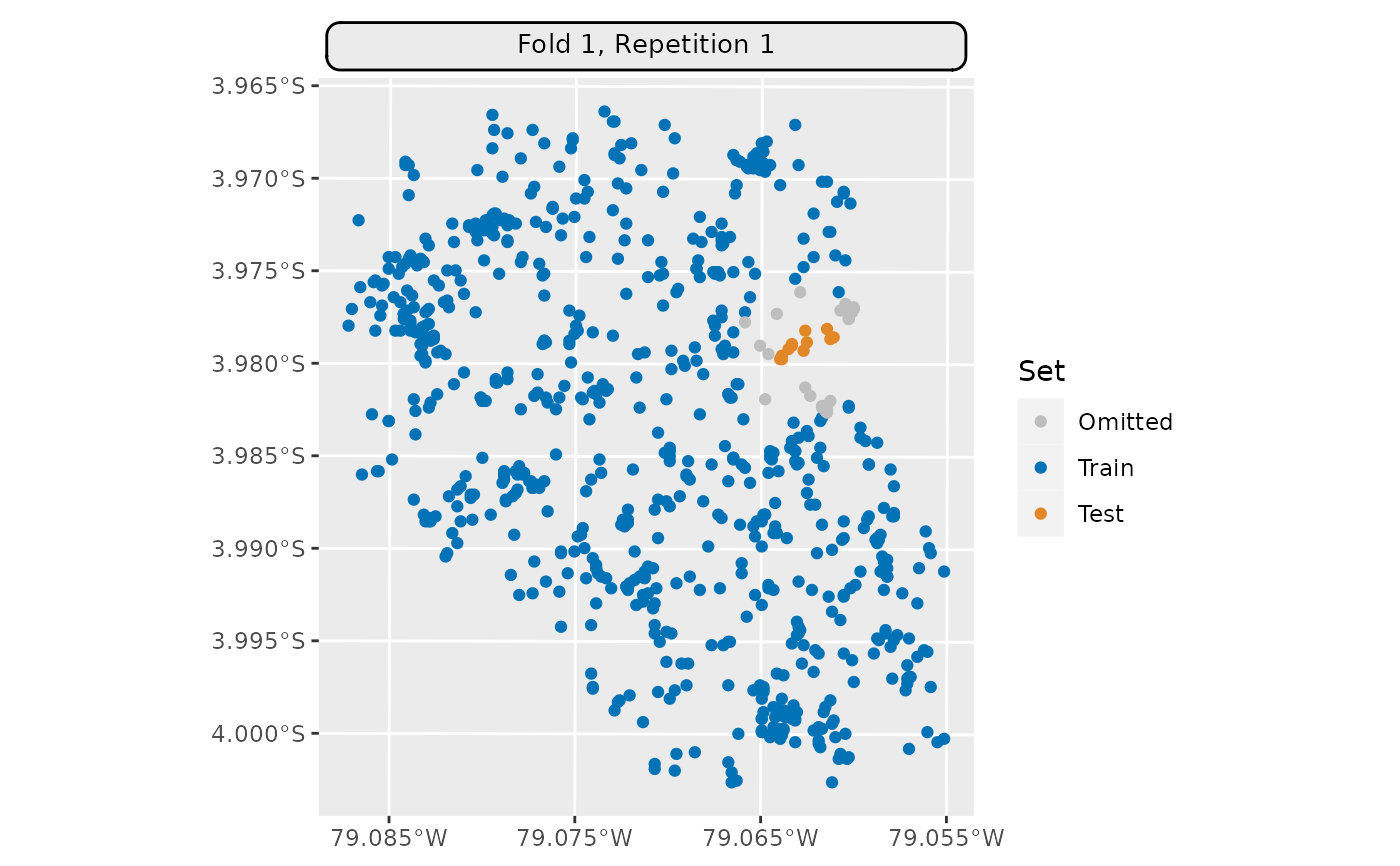 Fold 1, Repetition 1
3.965°S
3.970°S
3.975°S
3.980°S
3.985°S
3.990°S
3.995°S
4.000°S
79.085°W 79.075°W 79.065°W 79.055°W
Set
Omitted
Train
Test